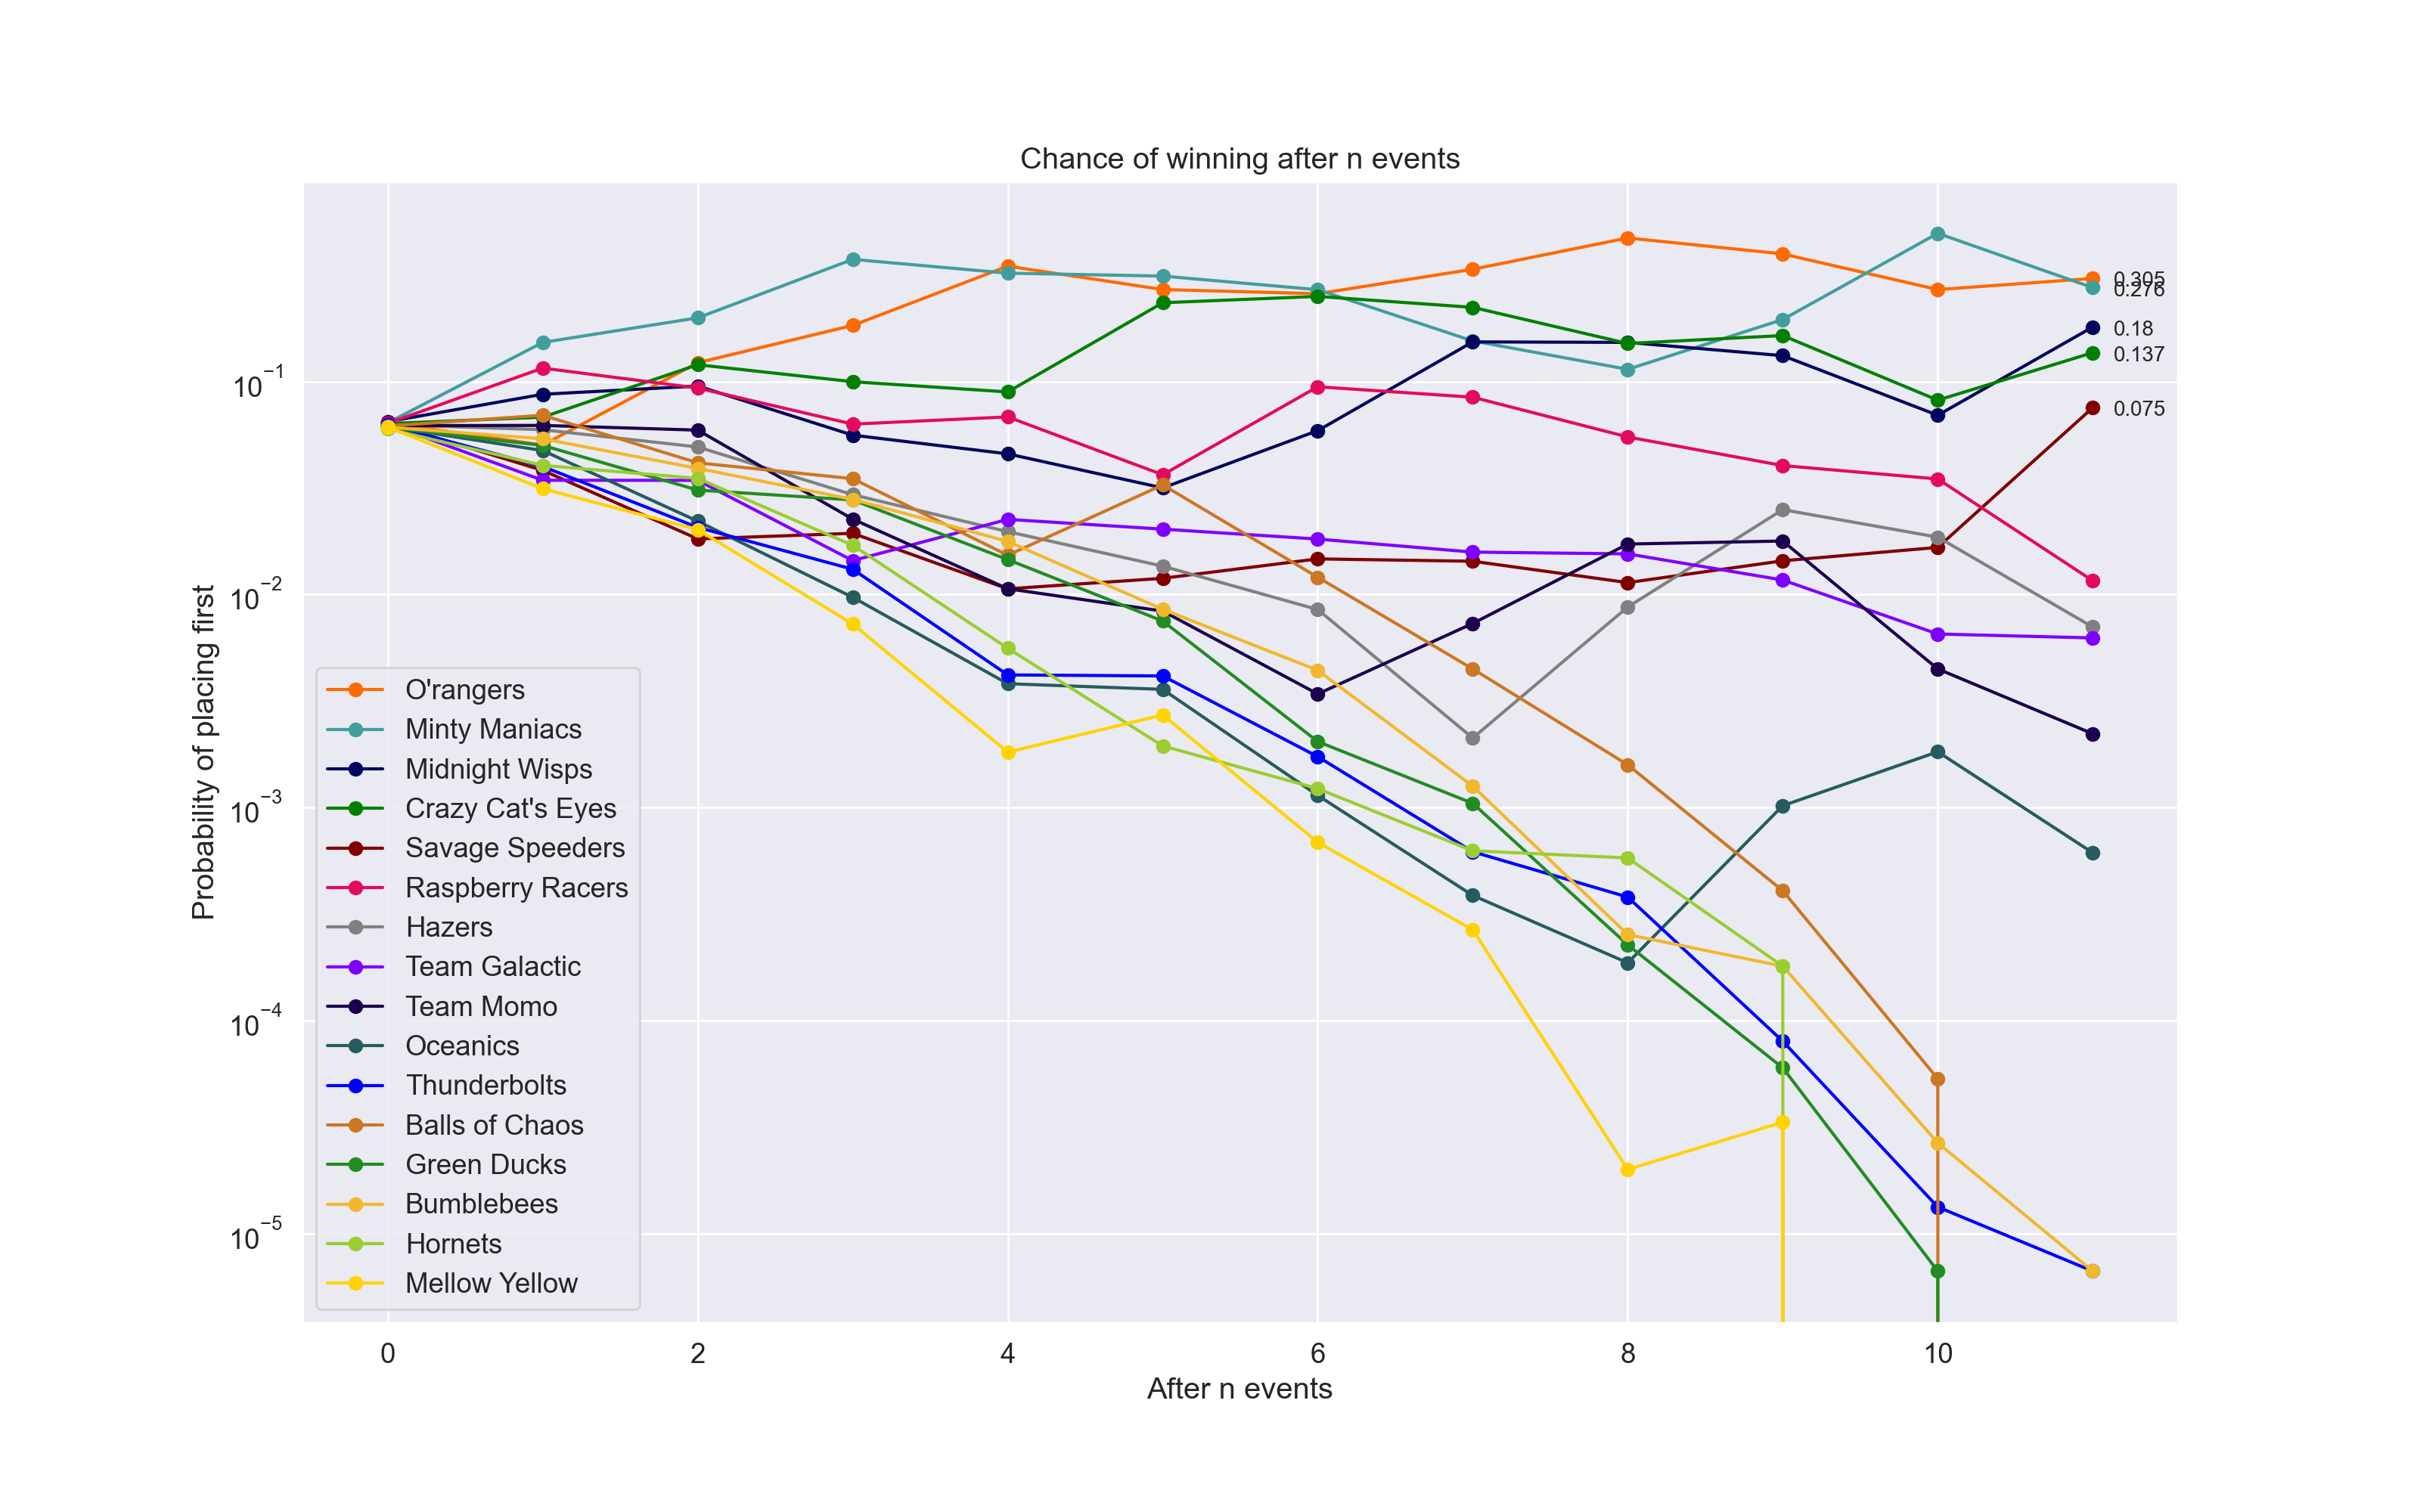 Chance of winning after n events
Probability of placing first
10⁻¹
10⁻²
10⁻³
10⁻⁴
10⁻⁵
0.305
0.276
0.18
0.137
0.075
O'rangers
Minty Maniacs
Midnight Wisps
Crazy Cat's Eyes
Savage Speeders
Raspberry Racers
Hazers
Team Galactic
Team Momo
Oceanics
Thunderbolts
Balls of Chaos
Green Ducks
Bumblebees
Hornets
Mellow Yellow
0 2 4 6 8 10
After n events